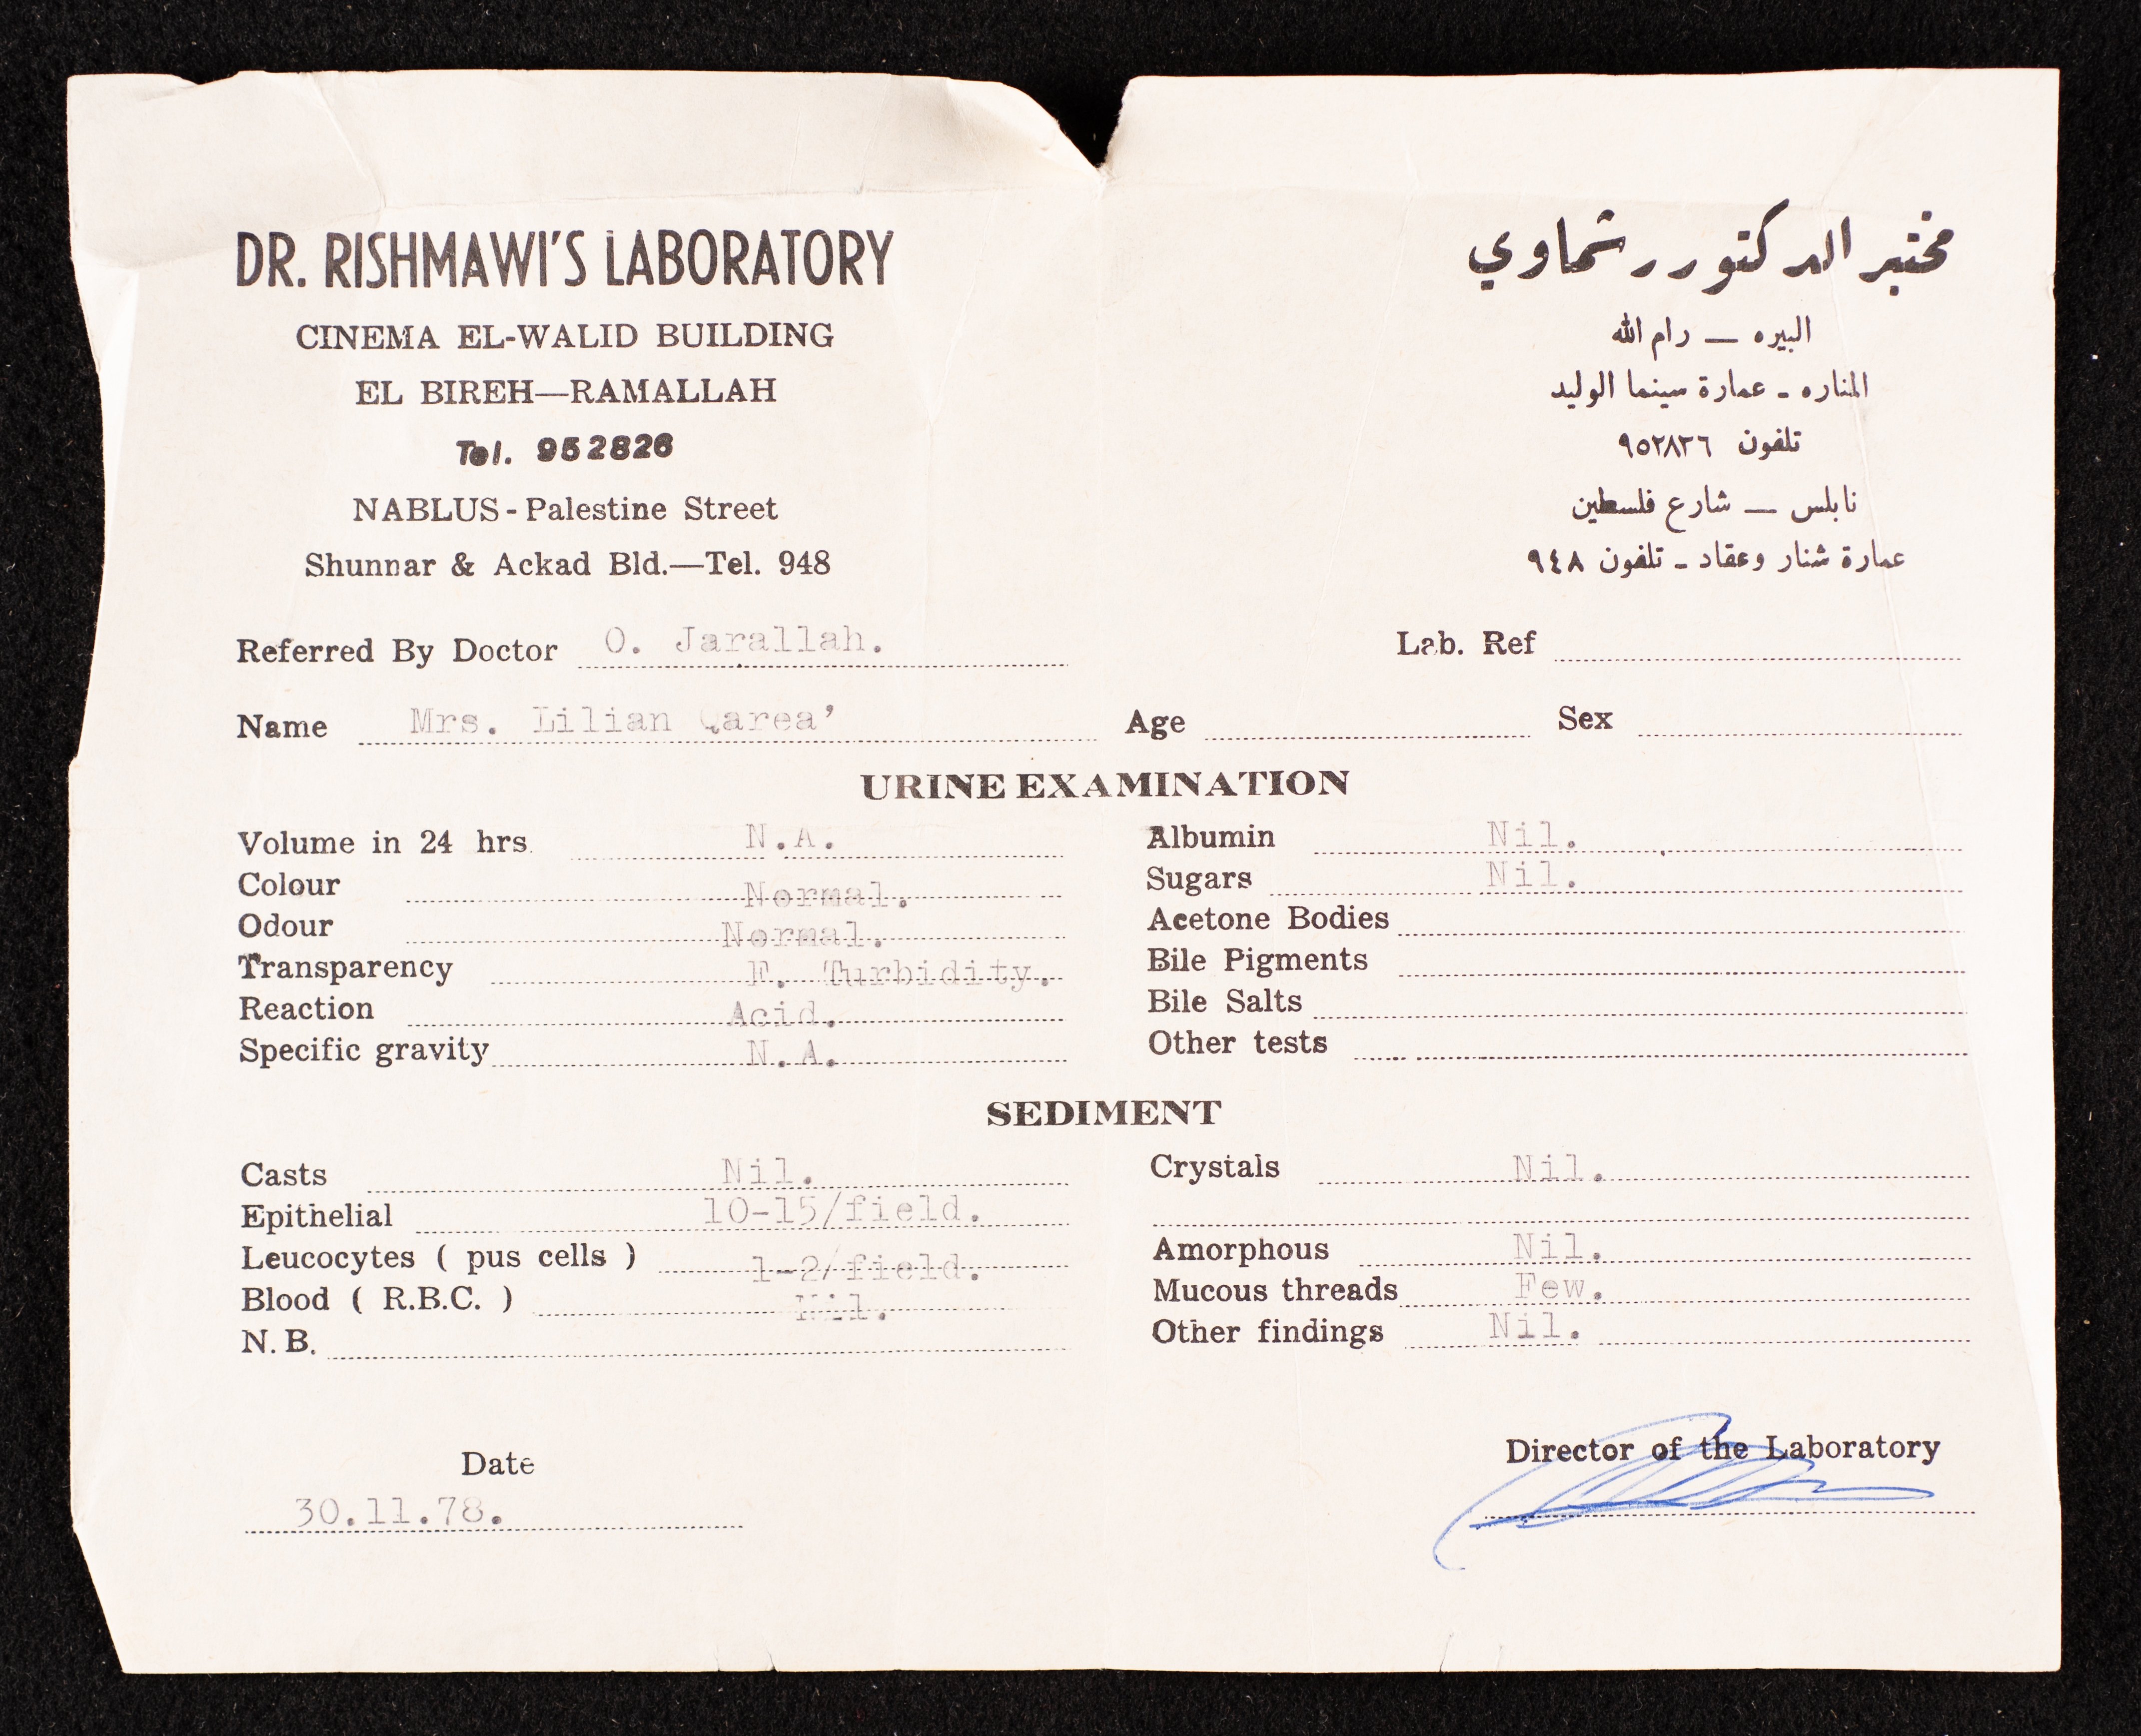 DR. RISHMAWI'S LABORATORY
CINEMA EL-WALID BUILDING
EL BIREH—RAMALLAH
Tel. 952826
NABLUS - Palestine Street
Shunnar & Ackad Bld.—Tel. 948
مختبر الدكتور رشماوي
البيره — رام الله
المناره - عمارة سينما الوليد
تلفون ٩٥٢٨٢٦
نابلس — شارع فلسطين
عمارة شنار وعقاد - تلفون ٩٤٨
Referred By Doctor O. Jarallah. Lab. Ref
Name Mrs. Lilian Qarea' Age Sex
URINE EXAMINATION
Volume in 24 hrs. N.A.
Colour Normal.
Odour Normal.
Transparency F. Turbidity.
Reaction Acid.
Specific gravity N.A.
Albumin Nil.
Sugars Nil.
Acetone Bodies
Bile Pigments
Bile Salts
Other tests
SEDIMENT
Casts Nil.
Epithelial 10-15/field.
Leucocytes ( pus cells ) 1-2/field.
Blood ( R.B.C. ) Nil.
N.B.
Crystals Nil.
Amorphous Nil.
Mucous threads Few.
Other findings Nil.
Date
30.11.78.
Director of the Laboratory